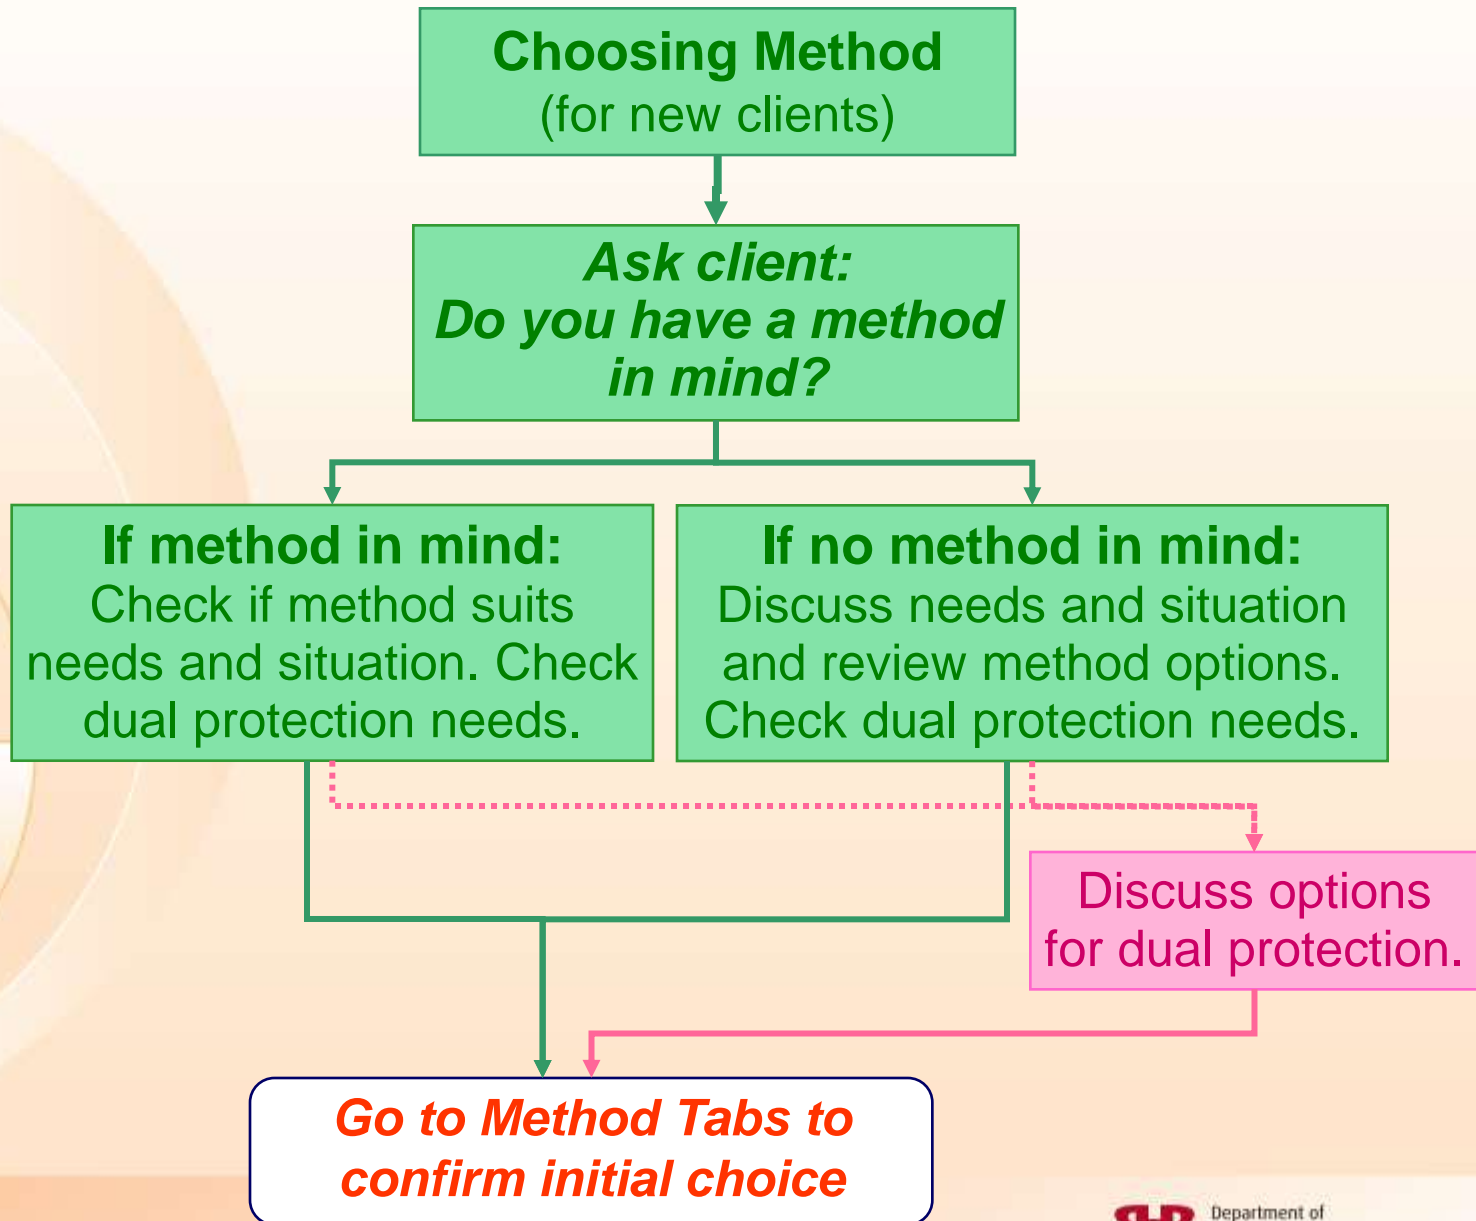 Choosing Method
(for new clients)
Ask client:
Do you have a method
in mind?
If method in mind:
Check if method suits
needs and situation. Check
dual protection needs.
If no method in mind:
Discuss needs and situation
and review method options.
Check dual protection needs.
Discuss options
for dual protection.
Go to Method Tabs to
confirm initial choice
Department of